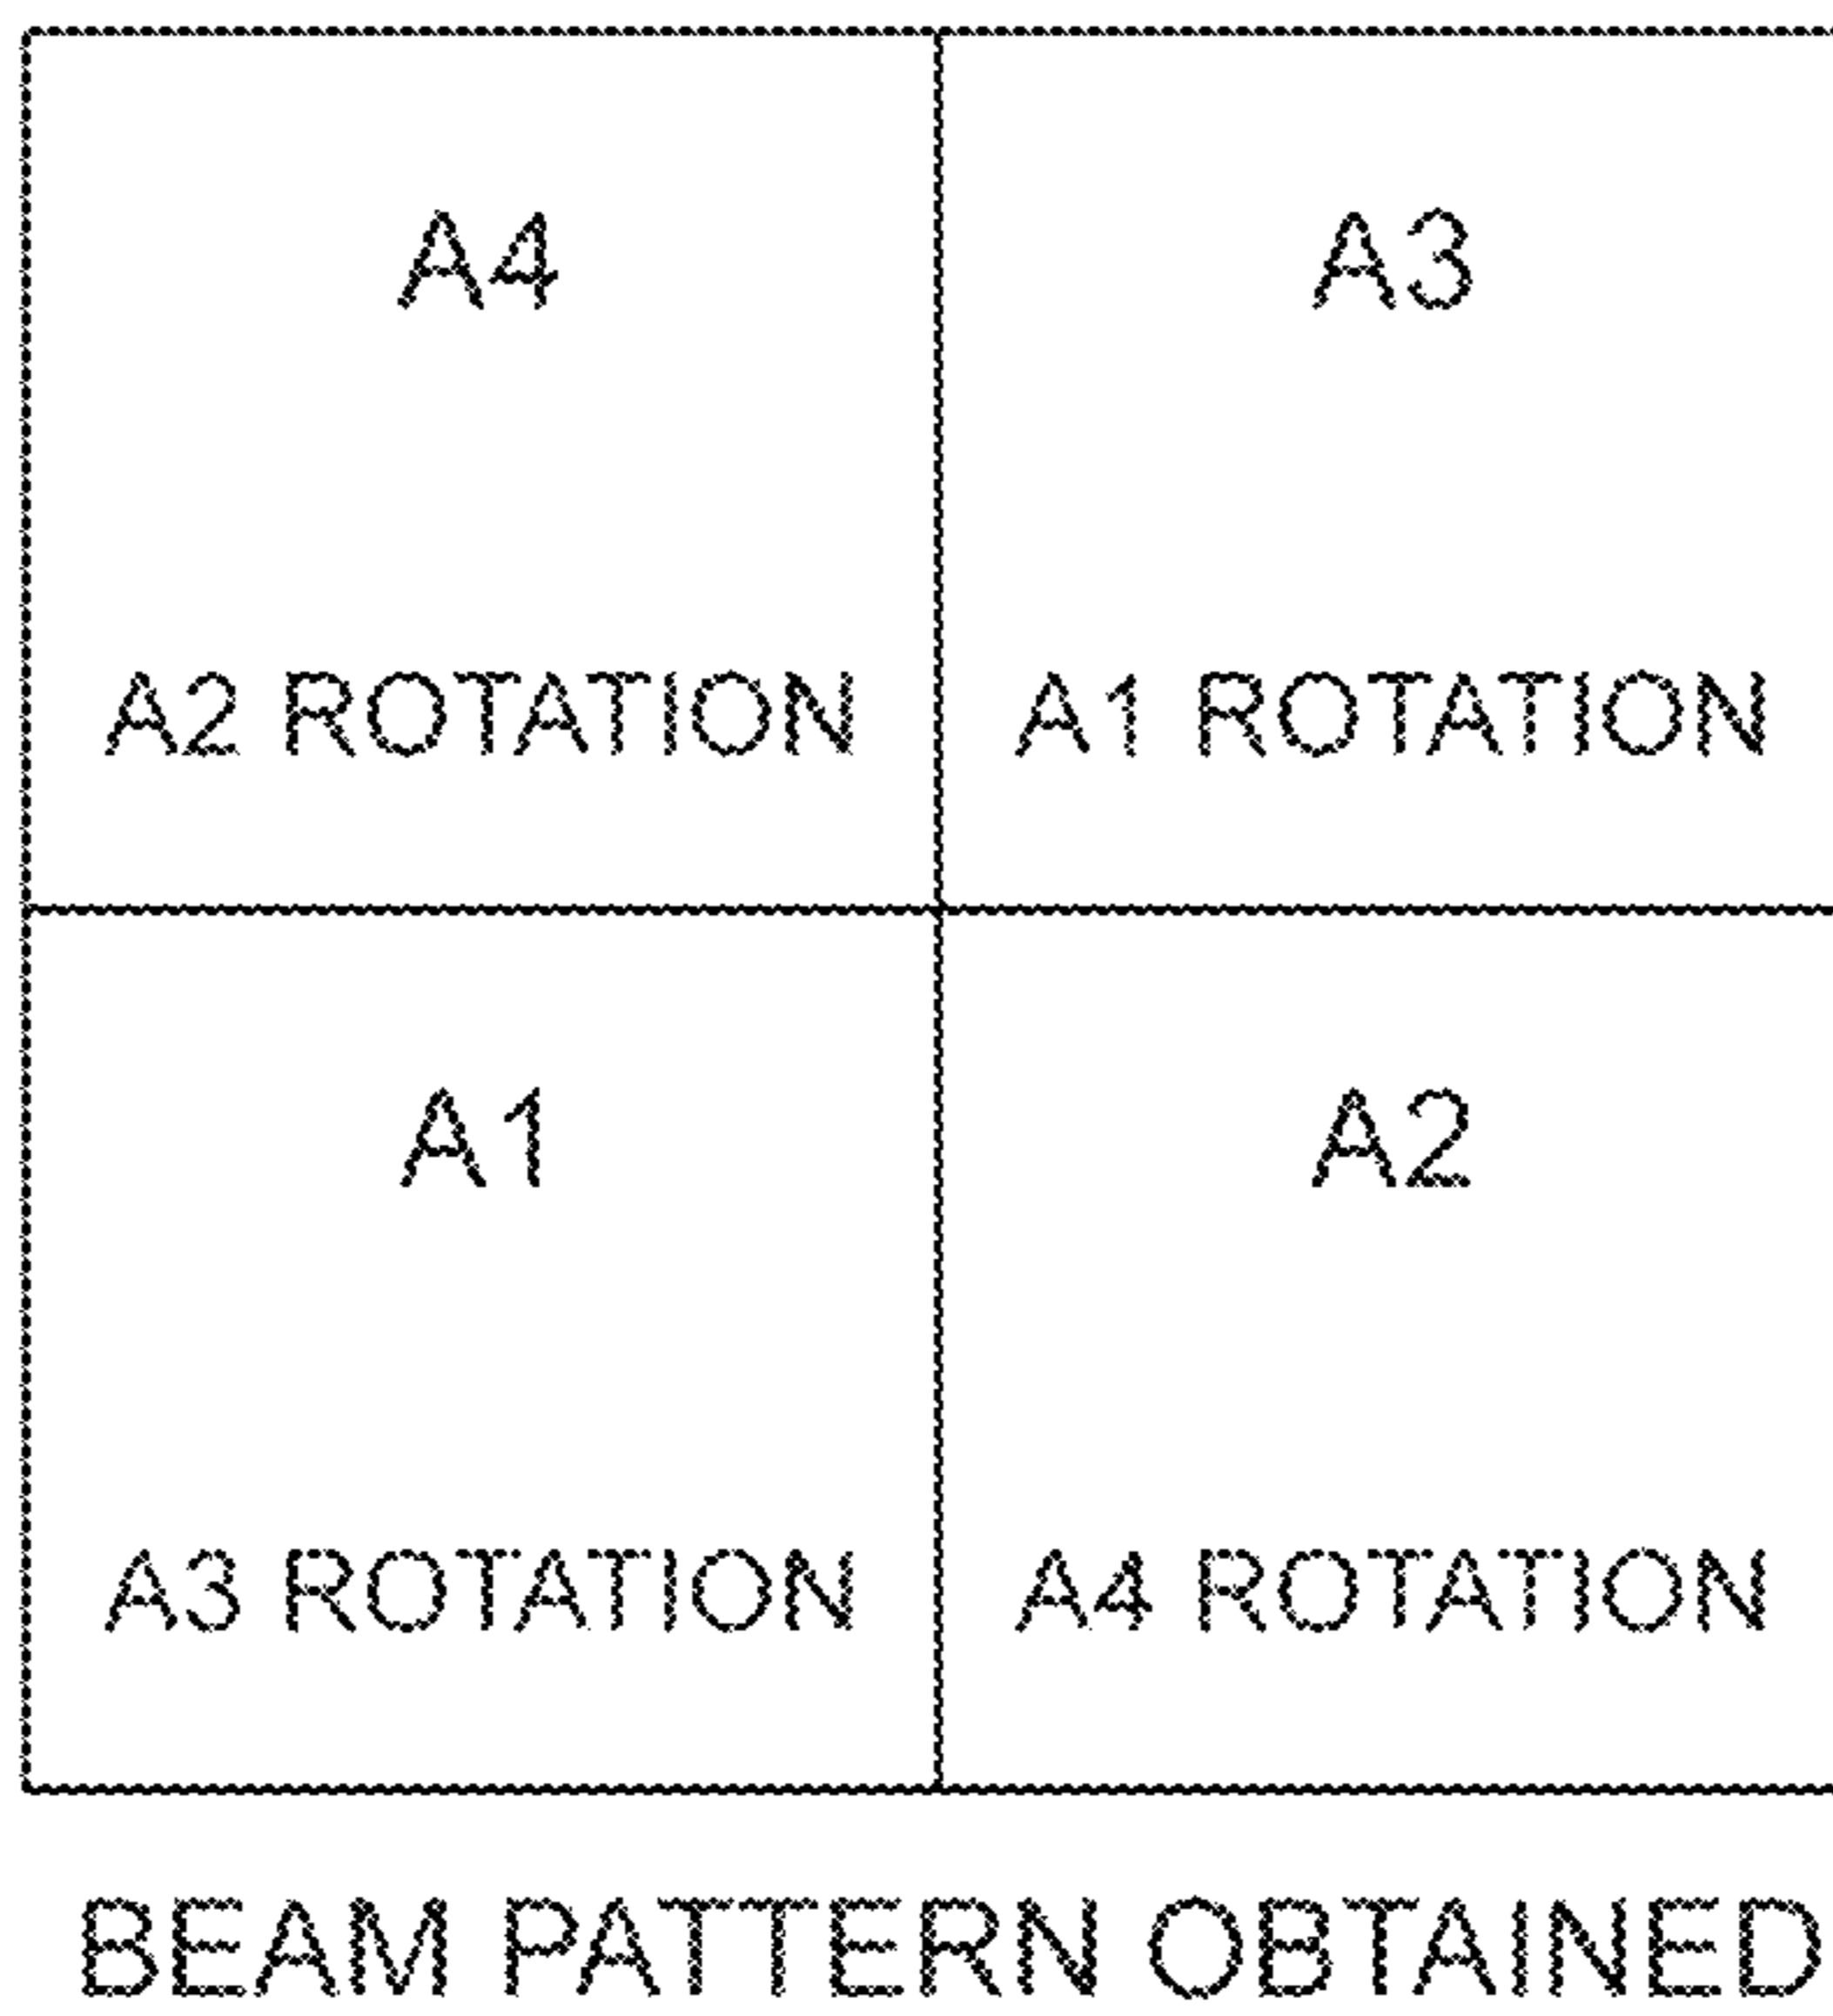 A4
A3
A2 ROTATION
A1 ROTATION
A1
A2
A3 ROTATION
A4 ROTATION
BEAM PATTERN OBTAINED